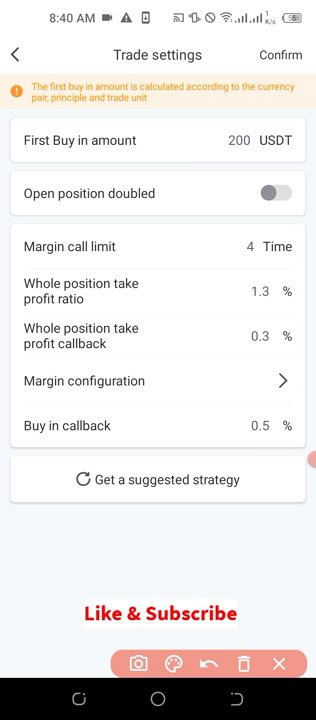 8:40 AM
1
K/s
Trade settings
Confirm
The first buy in amount is calculated according to the currency
pair, principle and trade unit
First Buy in amount
200 USDT
Open position doubled
Margin call limit
4 Time
Whole position take
profit ratio
1.3 %
Whole position take
profit callback
0.3 %
Margin configuration
Buy in callback
0.5 %
Get a suggested strategy
Like & Subscribe